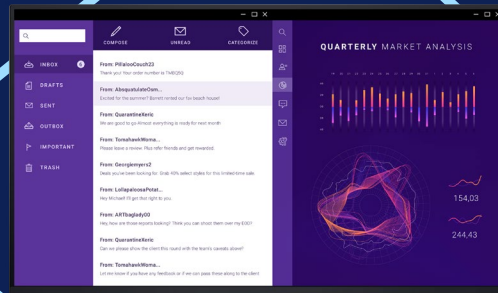 COMPOSE
UNREAD
CATEGORIZE
INBOX
DRAFTS
SENT
OUTBOX
IMPORTANT
TRASH
From: PillalooCouch23
Thank you! Your order number is
From: AbsquatulateOsm...
Excited for the summer? Barrett rented our fav beach house!
From: QuarantineXeric
We are good to go Almost everything is ready for next month
From: TomahawkWoma...
Please leave a review. Plus refer friends and get rewarded.
From: Georgiemyers2
Deals you've been looking for. Grab 40% select styles for this limited-time sale.
From: LollapaloosaPotat...
Hey Michael! I'll get that right to you.
From: ARTbaglady00
Hey, how are those reports looking? Think you can shoot them over my EOD?
From: QuarantineXeric
Can we please show the client this round with the team's caveats above?
From: TomahawkWoma...
Let me know if you have any feedback or if we can pass these along to the client
QUARTERLY MARKET ANALYSIS
154,03
244,43